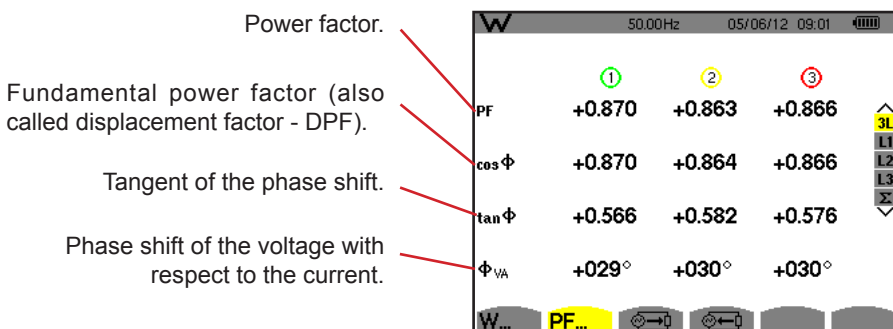 Power factor.
Fundamental power factor (also
called displacement factor - DPF).
Tangent of the phase shift.
Phase shift of the voltage with
respect to the current.
W 50.00Hz 05/06/12 09:01
1 2 3
PF +0.870 +0.863 +0.866
cosΦ +0.870 +0.864 +0.866
tanΦ +0.566 +0.582 +0.576
Φ VA +029° +030° +030°
3L
L1
L2
L3
Σ
W... PF...